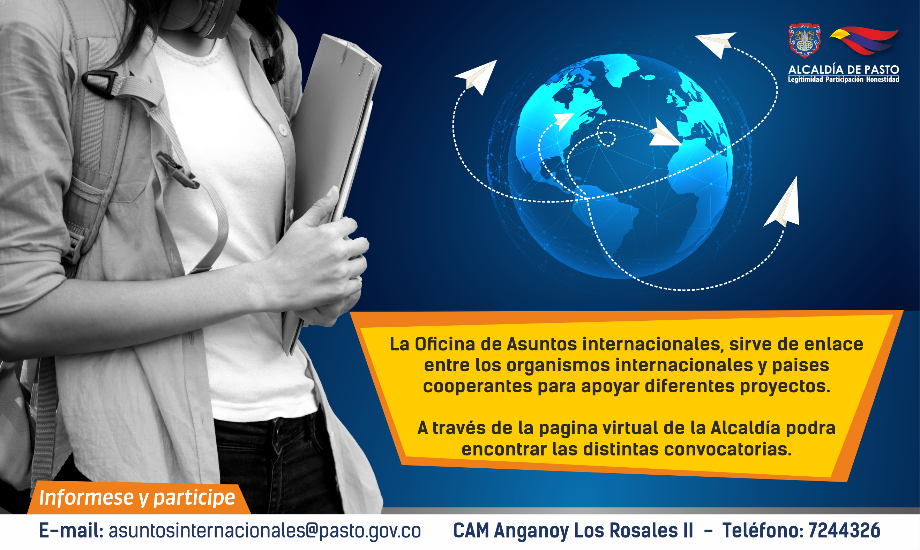 ALCALDÍA DE PASTO
Legitimidad Participación Honestidad
La Oficina de Asuntos internacionales, sirve de enlace
entre los organismos internacionales y paises
cooperantes para apoyar diferentes proyectos.
A través de la pagina virtual de la Alcaldía podra
encontrar las distintas convocatorias.
Informese y participe
E-mail: asuntosinternacionales@pasto.gov.co CAM Anganoy Los Rosales II - Teléfono: 7244326